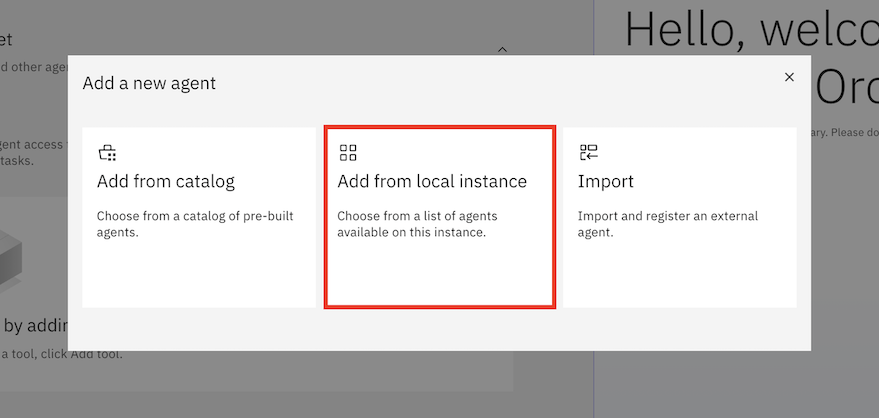 Hello, welco
et
d other age
Add a new agent
Orc
gent access
tasks.
ary. Please do
Add from catalog
Choose from a catalog of pre-built
agents.
Add from local instance
Choose from a list of agents
available on this instance.
Import
Import and register an external
agent.
by addin
a tool, click Add tool.